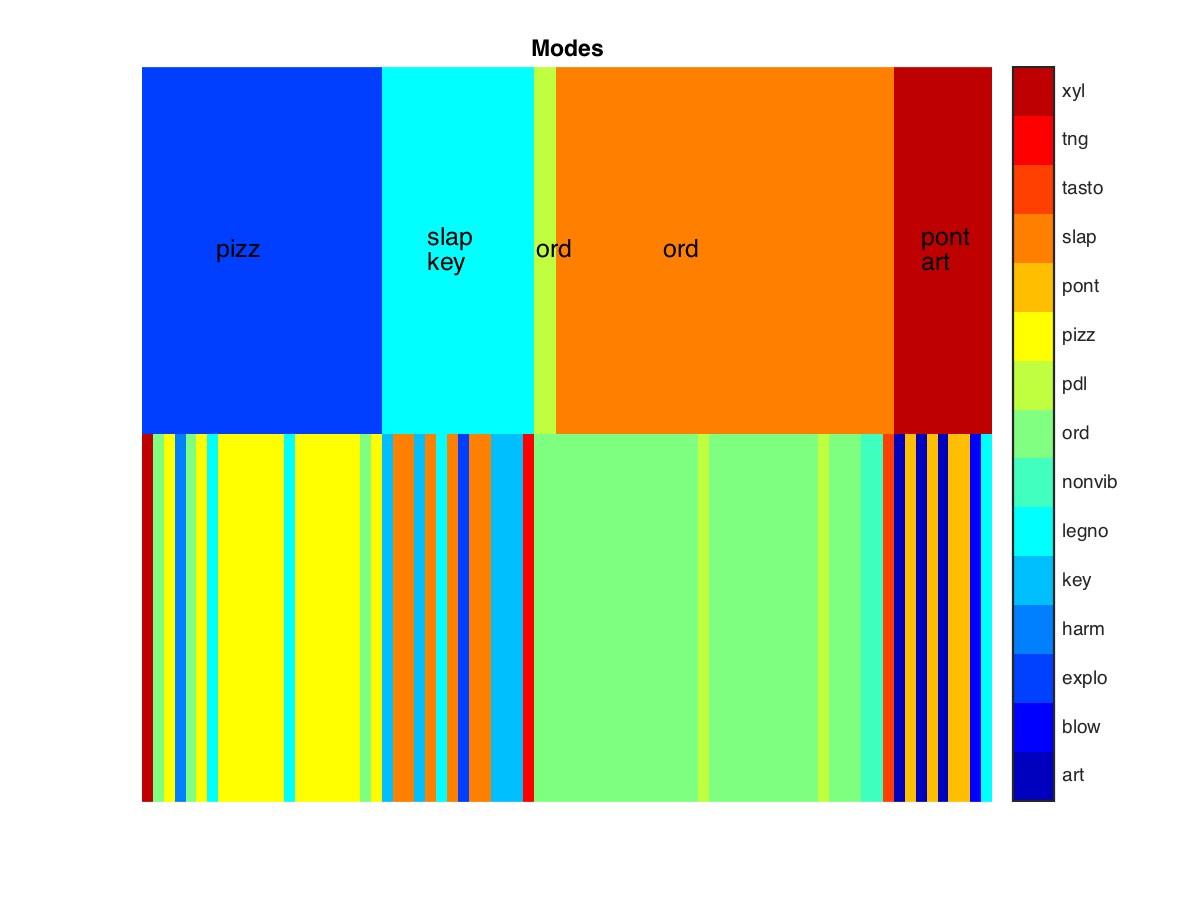 Modes
pizz
slap
key
ord
ord
pont
art
xyl
tng
tasto
slap
pont
pizz
pdl
ord
nonvib
legno
key
harm
explo
blow
art